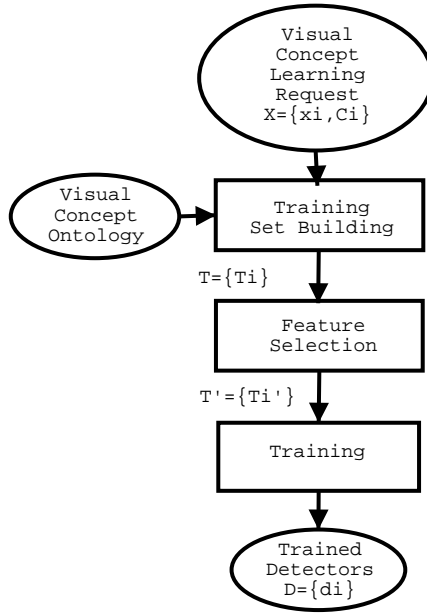 Visual
Concept
Learning
Request
X={xi,Ci}
Visual
Concept
Ontology
Training
Set Building
T={Ti}
Feature
Selection
T'={Ti'}
Training
Trained
Detectors
D={di}